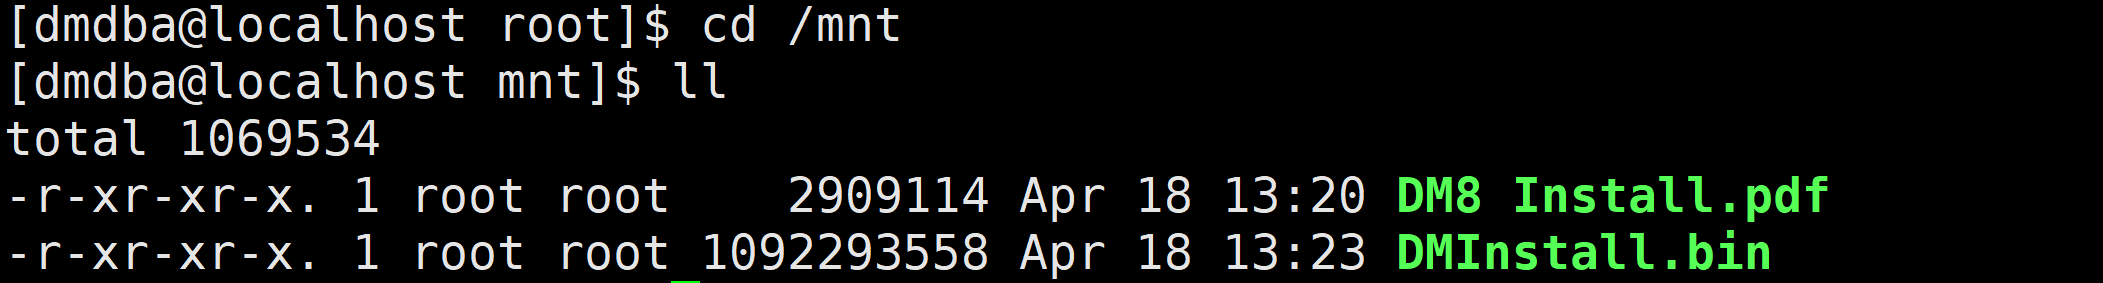 [dmdba@localhost root]$ cd /mnt
[dmdba@localhost mnt]$ ll
total 1069534
-r-xr-xr-x. 1 root root    2909114 Apr 18 13:20 DM8 Install.pdf
-r-xr-xr-x. 1 root root 1092293558 Apr 18 13:23 DMInstall.bin